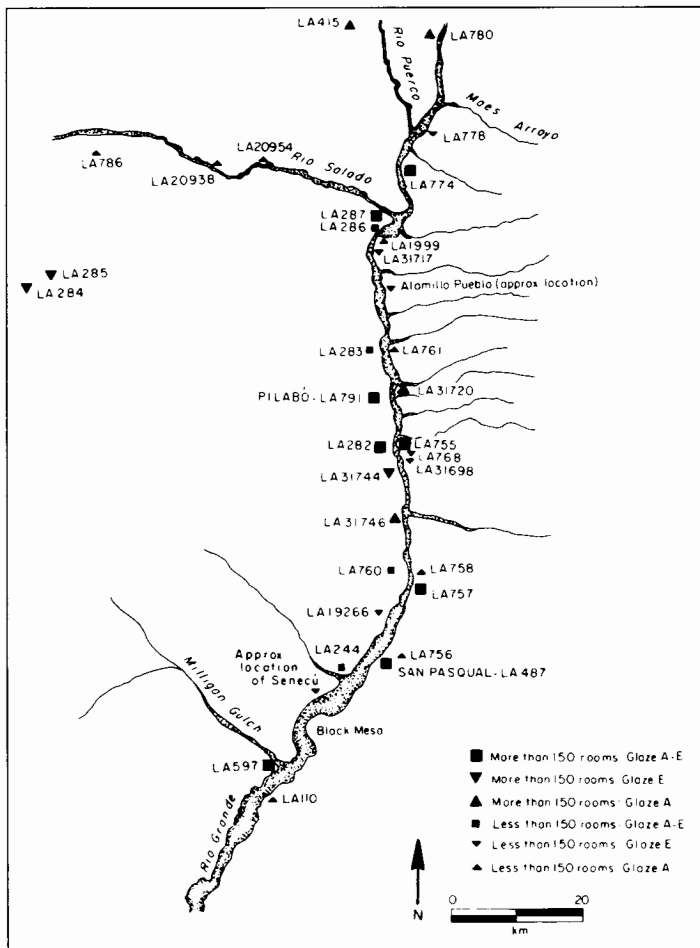 LA415
LA780
Rio Puerco
Maes Arroyo
LA778
LA786
LA20938
LA20954
Rio Salado
LA774
LA287
LA286
LA1999
LA31717
LA285
LA284
Alamillo Pueblo (approx location)
LA283
LA761
PILABÓ-LA791
LA31720
LA282
LA755
LA768
LA31698
LA31744
LA31746
LA760
LA758
LA757
LA19266
LA244
LA756
SAN PASQUAL-LA487
Approx
location
of Senecú
Milligan Gulch
Black Mesa
LA597
LA110
Rio Grande
More than 150 rooms Glaze A-E
More than 150 rooms Glaze E
More than 150 rooms Glaze A
Less than 150 rooms Glaze A-E
Less than 150 rooms Glaze E
Less than 150 rooms Glaze A
N
0 20
km